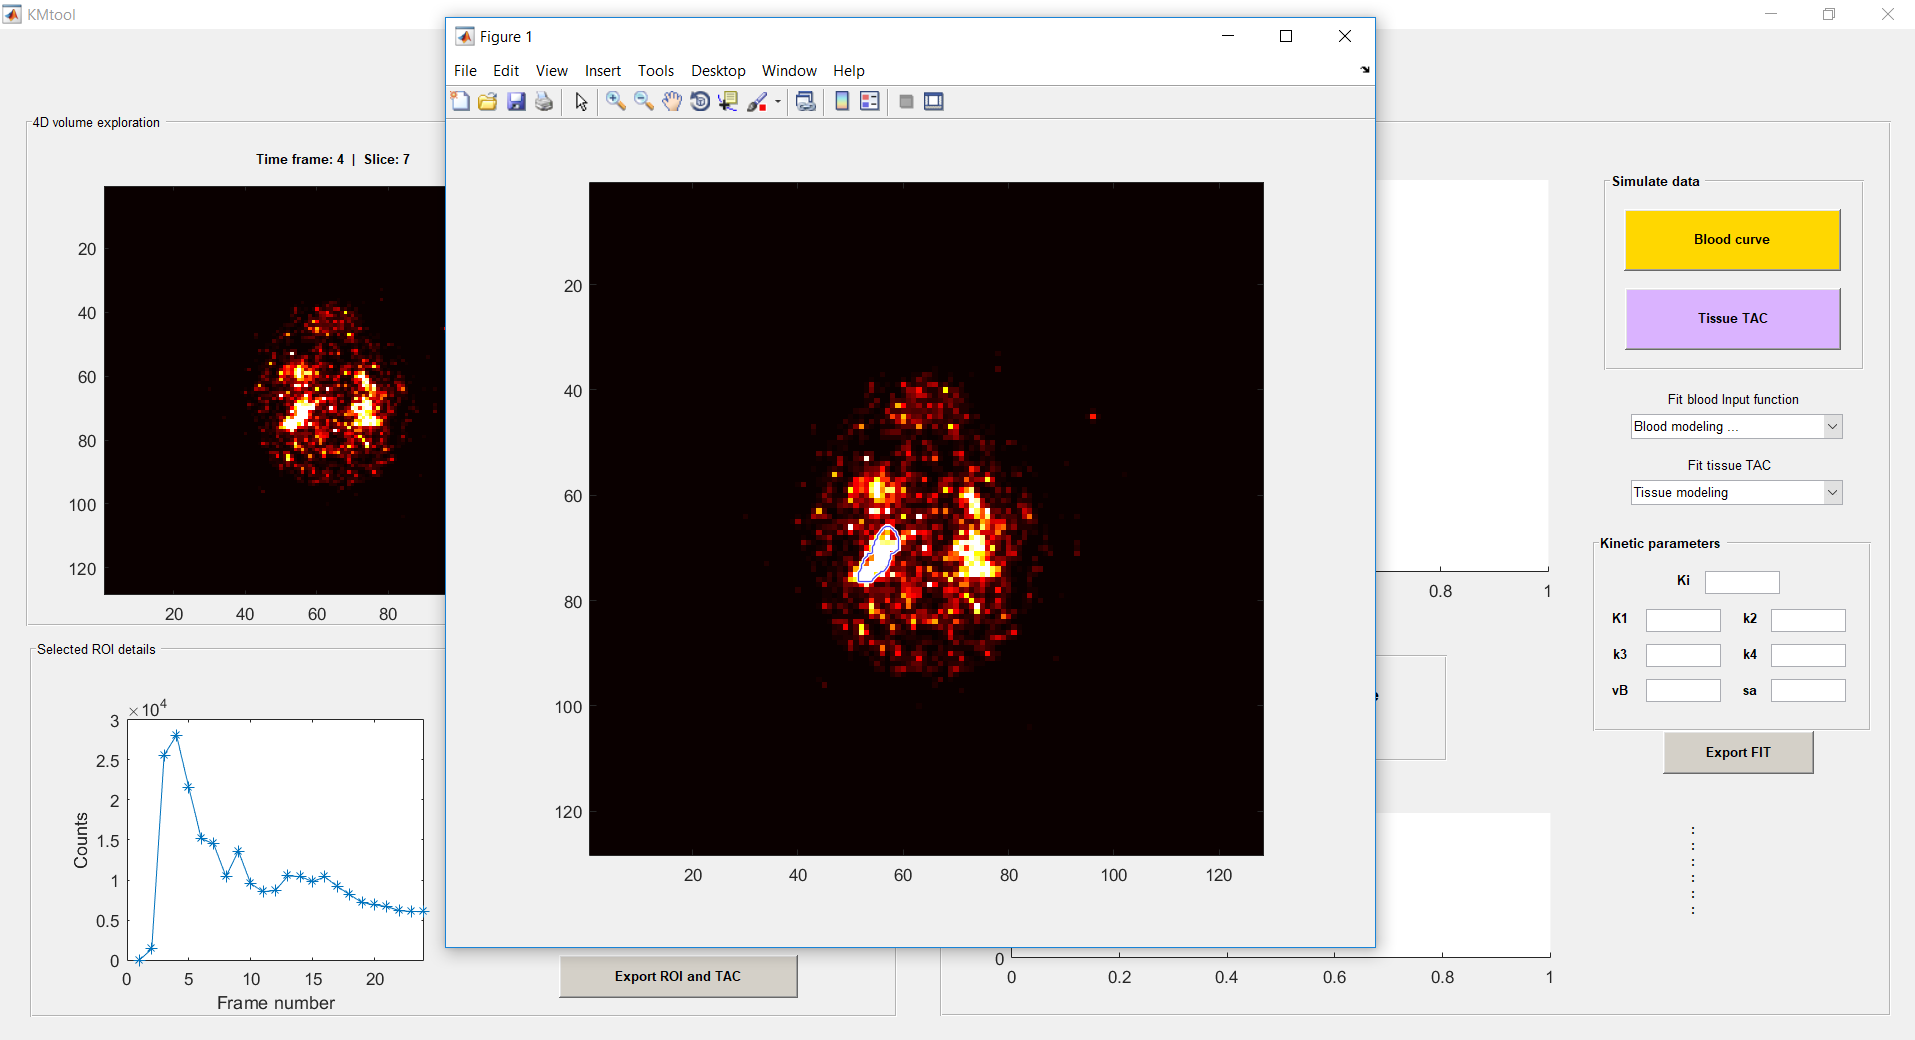 KMtool
Figure 1
File Edit View Insert Tools Desktop Window Help
4D volume exploration
Time frame: 4 | Slice: 7
20
40
60
80
100
120
20 40 60 80
20
40
60
80
100
120
20 40 60 80 100 120
Selected ROI details
×10^4
3
2.5
2
1.5
1
0.5
0
0 5 10 15 20
Counts
Frame number
Export ROI and TAC
0.8 1
0
0 0.2 0.4 0.6 0.8 1
Simulate data
Blood curve
Tissue TAC
Fit blood Input function
Blood modeling ...
Fit tissue TAC
Tissue modeling
Kinetic parameters
Ki
K1 k2
k3 k4
vB sa
Export FIT
:
:
:
:
:
: